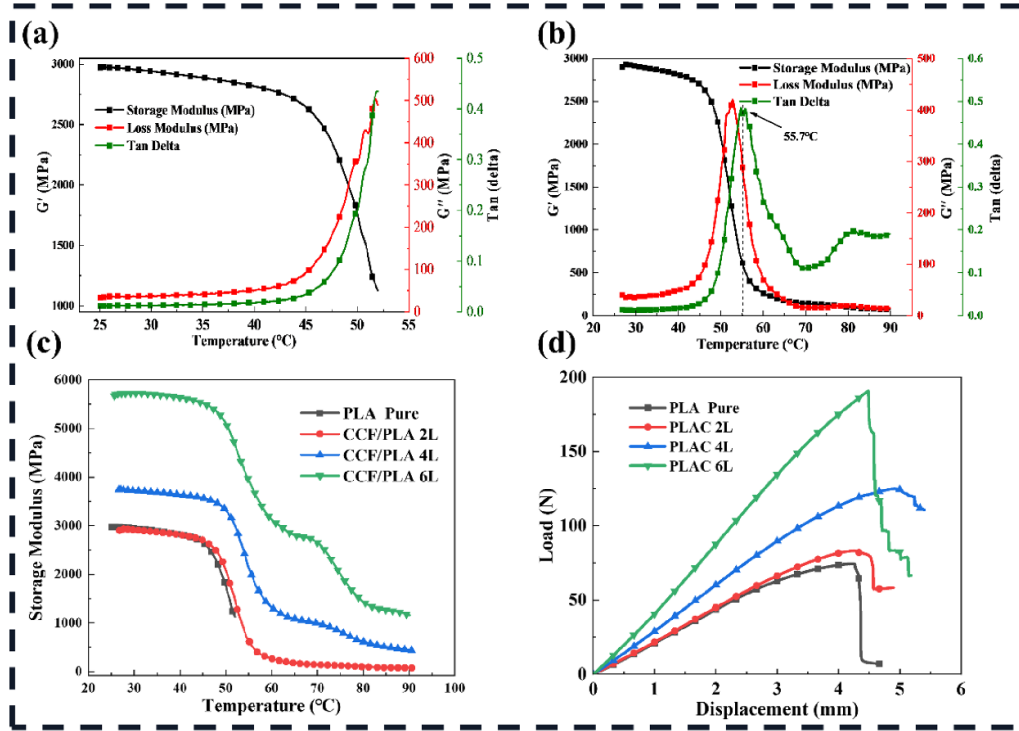 (a)
3000
2500
2000
1500
1000
G' (MPa)
Storage Modulus (MPa)
Loss Modulus (MPa)
Tan Delta
600
500
400
300
200
100
0
G'' (MPa)
0.5
0.4
0.3
0.2
0.1
0.0
Tan (delta)
25 30 35 40 45 50 55
Temperature (°C)
(b)
3000
2500
2000
1500
1000
500
0
G' (MPa)
Storage Modulus (MPa)
Loss Modulus (MPa)
Tan Delta
55.7°C
500
400
300
200
100
0
G'' (MPa)
0.6
0.5
0.4
0.3
0.2
0.1
0.0
Tan (delta)
20 30 40 50 60 70 80 90
Temperature (°C)
(c)
6000
5000
4000
3000
2000
1000
0
Storage Modulus (MPa)
PLA Pure
CCF/PLA 2L
CCF/PLA 4L
CCF/PLA 6L
20 30 40 50 60 70 80 90 100
Temperature (°C)
(d)
200
150
100
50
0
Load (N)
PLA Pure
PLAC 2L
PLAC 4L
PLAC 6L
0 1 2 3 4 5 6
Displacement (mm)